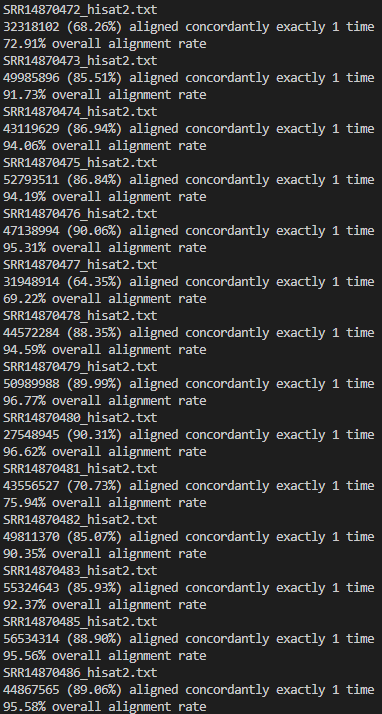 SRR14870472_hisat2.txt
32318102 (68.26%) aligned concordantly exactly 1 time
72.91% overall alignment rate
SRR14870473_hisat2.txt
49985896 (85.51%) aligned concordantly exactly 1 time
91.73% overall alignment rate
SRR14870474_hisat2.txt
43119629 (86.94%) aligned concordantly exactly 1 time
94.06% overall alignment rate
SRR14870475_hisat2.txt
52793511 (86.84%) aligned concordantly exactly 1 time
94.19% overall alignment rate
SRR14870476_hisat2.txt
47138994 (90.06%) aligned concordantly exactly 1 time
95.31% overall alignment rate
SRR14870477_hisat2.txt
31948914 (64.35%) aligned concordantly exactly 1 time
69.22% overall alignment rate
SRR14870478_hisat2.txt
44572284 (88.35%) aligned concordantly exactly 1 time
94.59% overall alignment rate
SRR14870479_hisat2.txt
50989988 (89.99%) aligned concordantly exactly 1 time
96.77% overall alignment rate
SRR14870480_hisat2.txt
27548945 (90.31%) aligned concordantly exactly 1 time
96.62% overall alignment rate
SRR14870481_hisat2.txt
43556527 (70.73%) aligned concordantly exactly 1 time
75.94% overall alignment rate
SRR14870482_hisat2.txt
49811370 (85.07%) aligned concordantly exactly 1 time
90.35% overall alignment rate
SRR14870483_hisat2.txt
55324643 (85.93%) aligned concordantly exactly 1 time
92.37% overall alignment rate
SRR14870485_hisat2.txt
56534314 (88.90%) aligned concordantly exactly 1 time
95.56% overall alignment rate
SRR14870486_hisat2.txt
44867565 (89.06%) aligned concordantly exactly 1 time
95.58% overall alignment rate